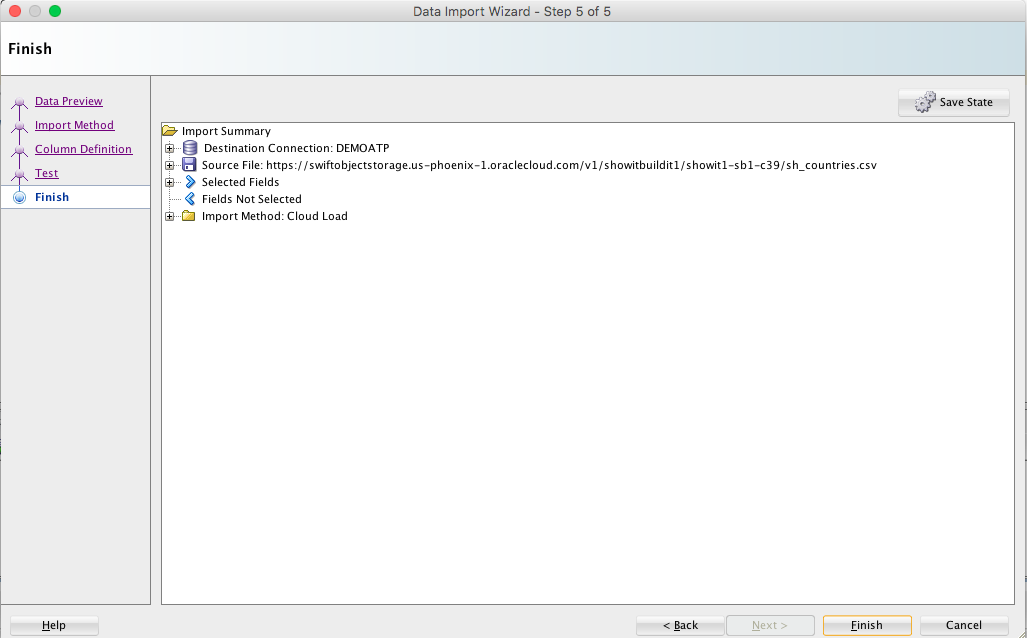 Data Import Wizard - Step 5 of 5
Finish
Data Preview
Import Method
Column Definition
Test
Finish
Save State
Import Summary
Destination Connection: DEMOATP
Source File: https://swiftobjectstorage.us-phoenix-1.oraclecloud.com/v1/showitbuildit1/showit1-sb1-c39/sh_countries.csv
Selected Fields
Fields Not Selected
Import Method: Cloud Load
Help
< Back
Next >
Finish
Cancel